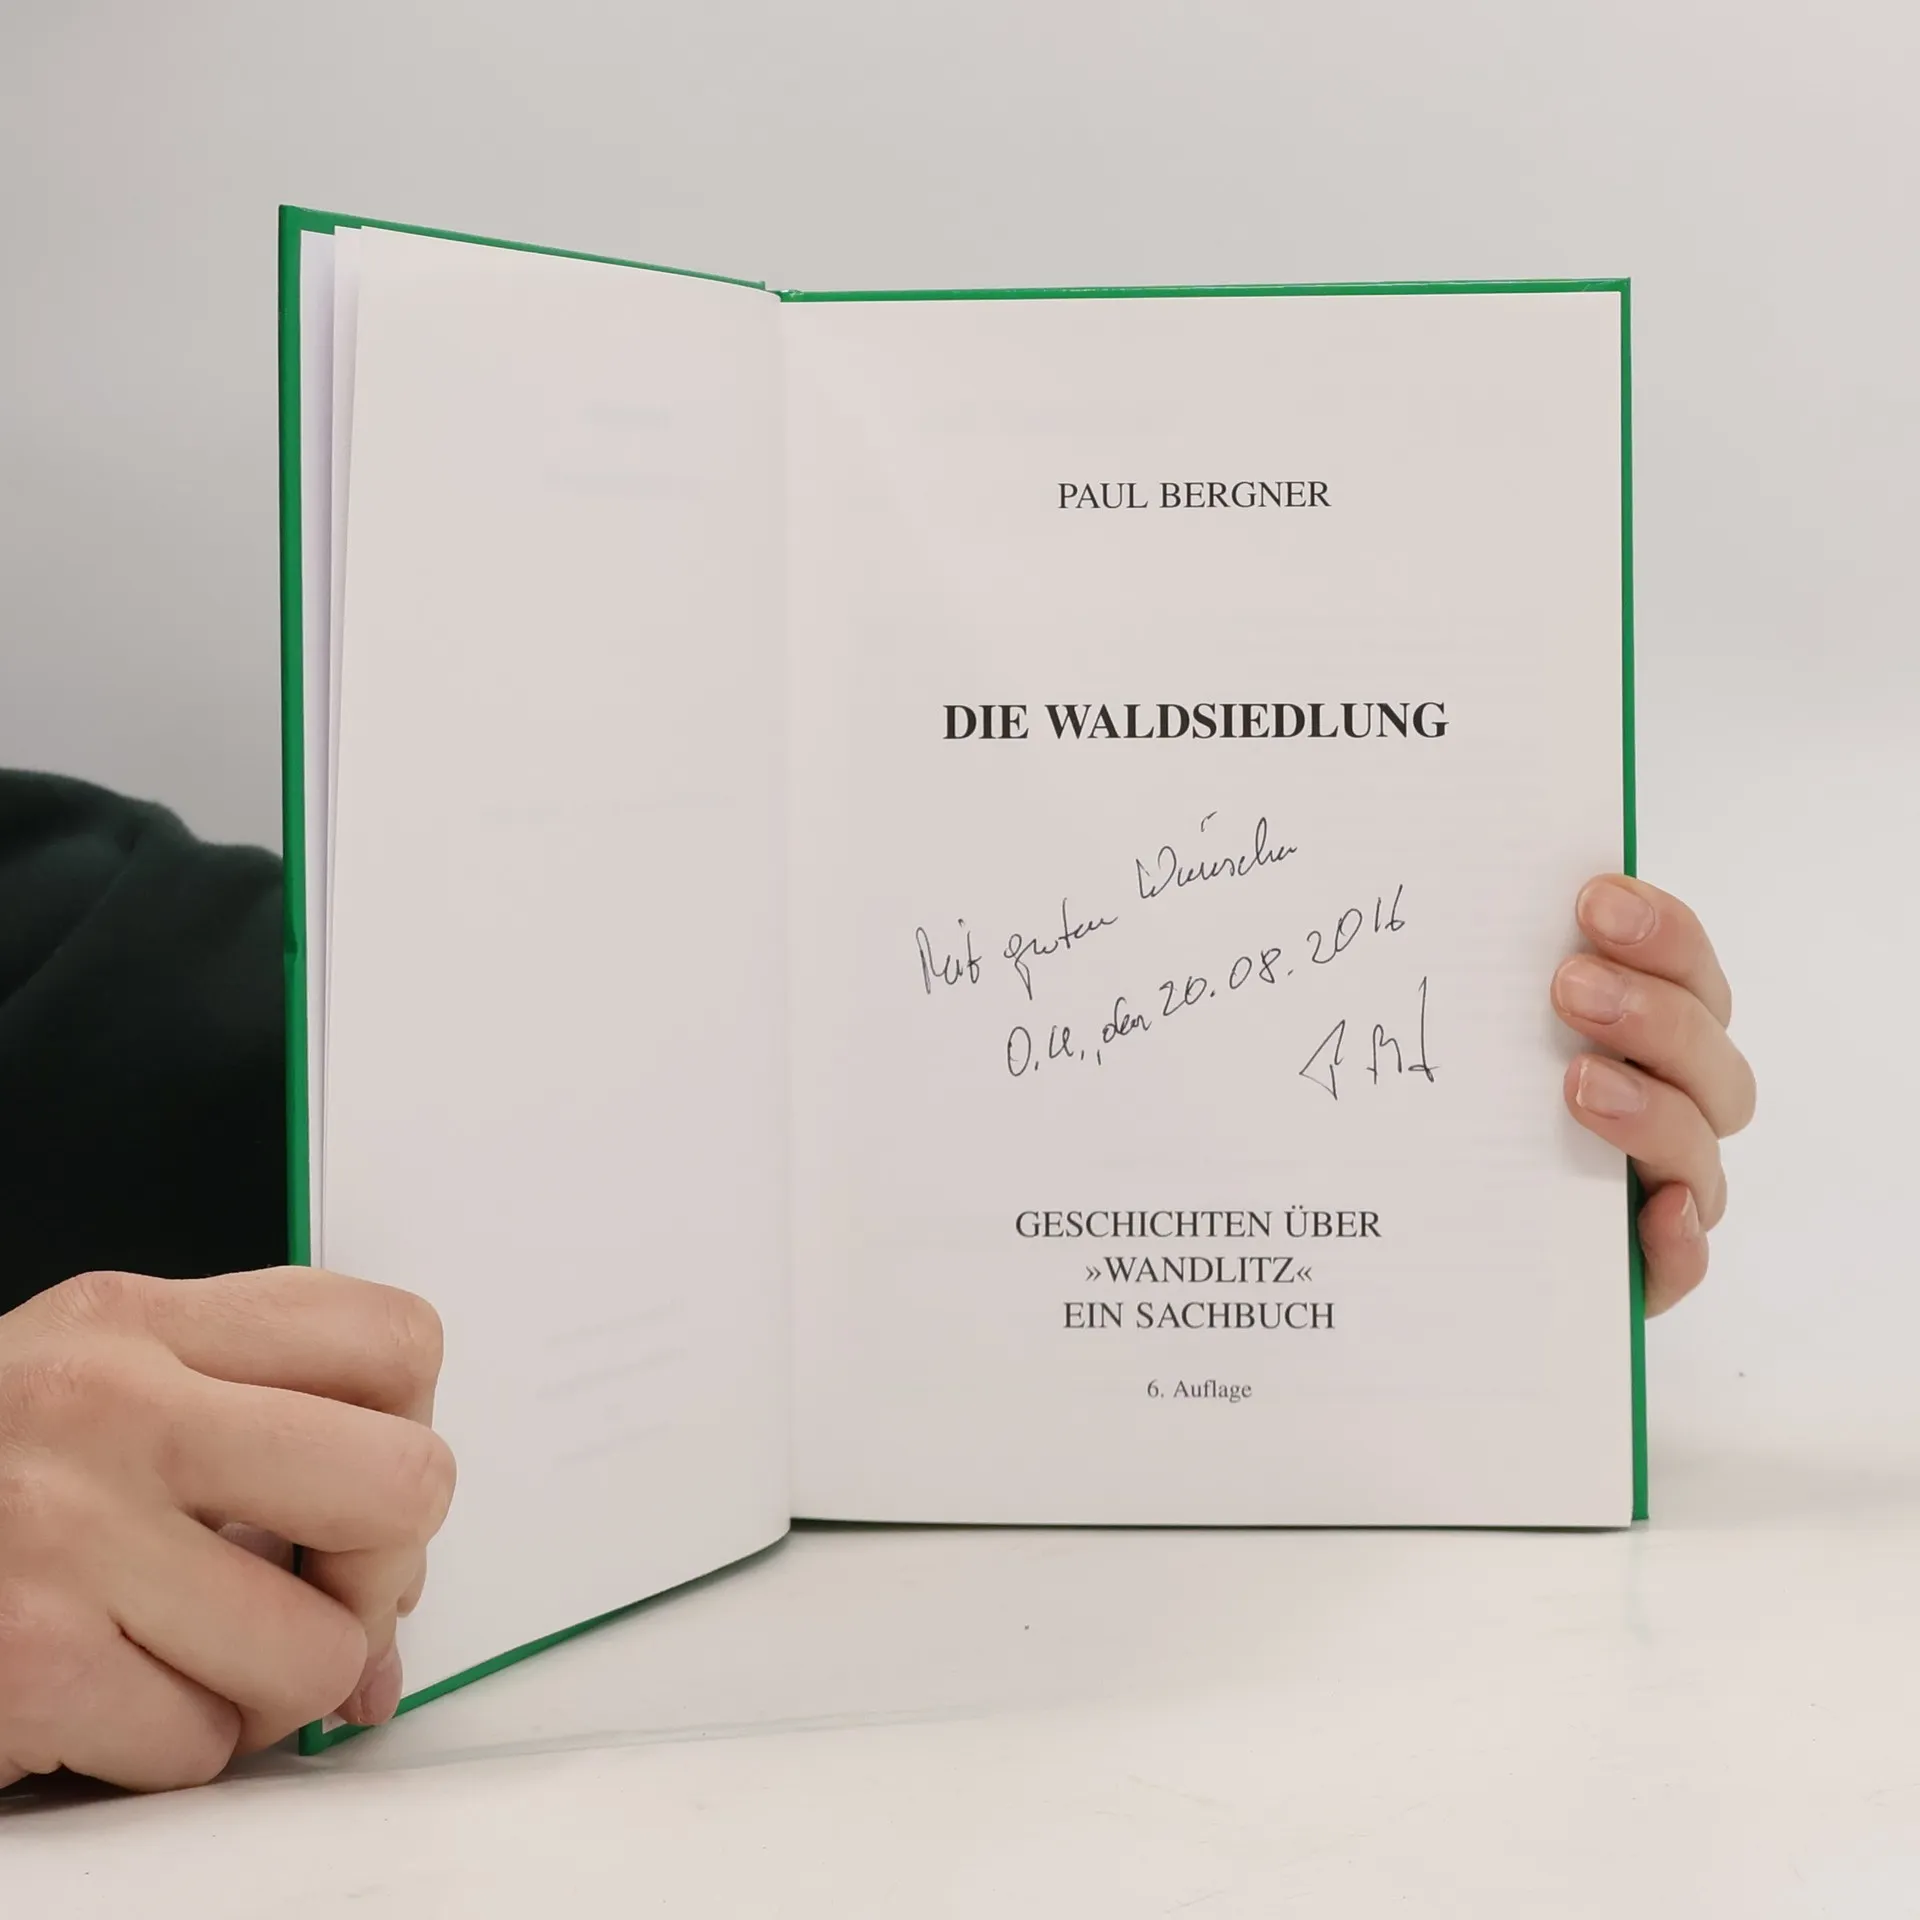 PAUL BERGNER
DIE WALDSIEDLUNG
Mit guten Wünschen
O.U., den 20.08.2016
GESCHICHTEN ÜBER
»WANDLITZ«
EIN SACHBUCH
6. Auflage